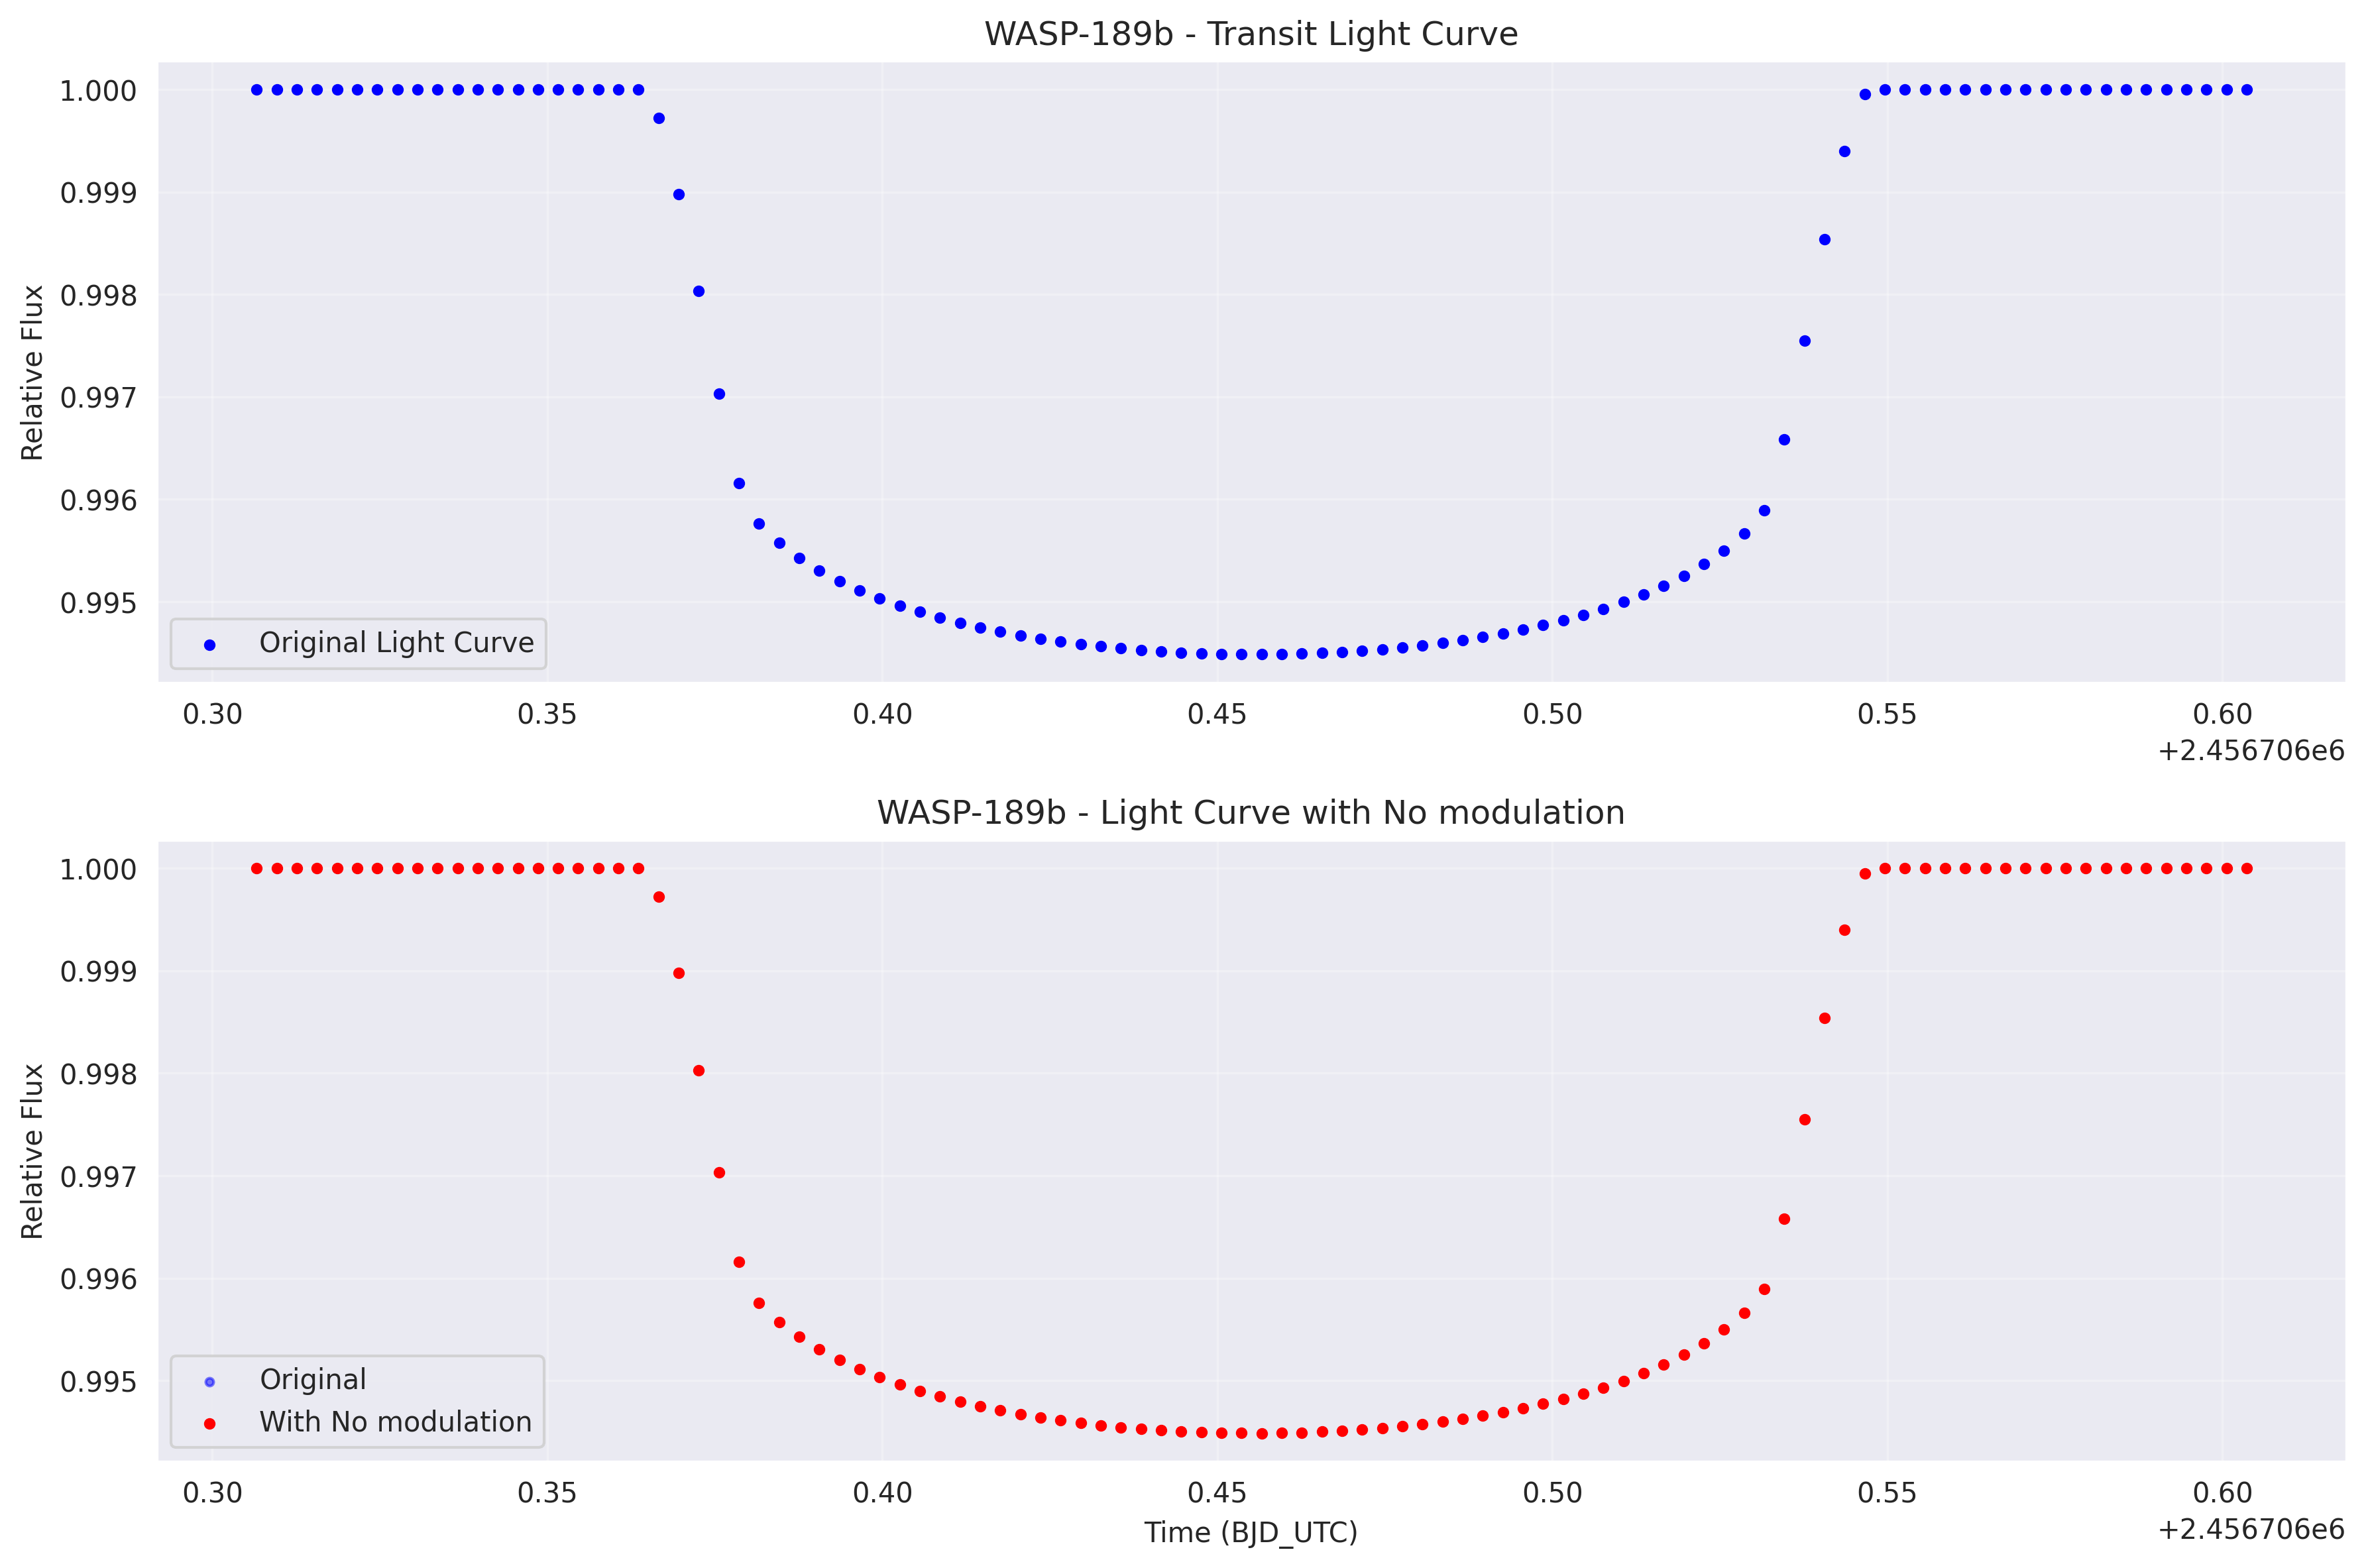 WASP-189b - Transit Light Curve
Relative Flux
1.000
0.999
0.998
0.997
0.996
0.995
Original Light Curve
0.30 0.35 0.40 0.45 0.50 0.55 0.60
+2.456706e6
WASP-189b - Light Curve with No modulation
Relative Flux
1.000
0.999
0.998
0.997
0.996
0.995
Original
With No modulation
0.30 0.35 0.40 0.45 0.50 0.55 0.60
Time (BJD_UTC)
+2.456706e6